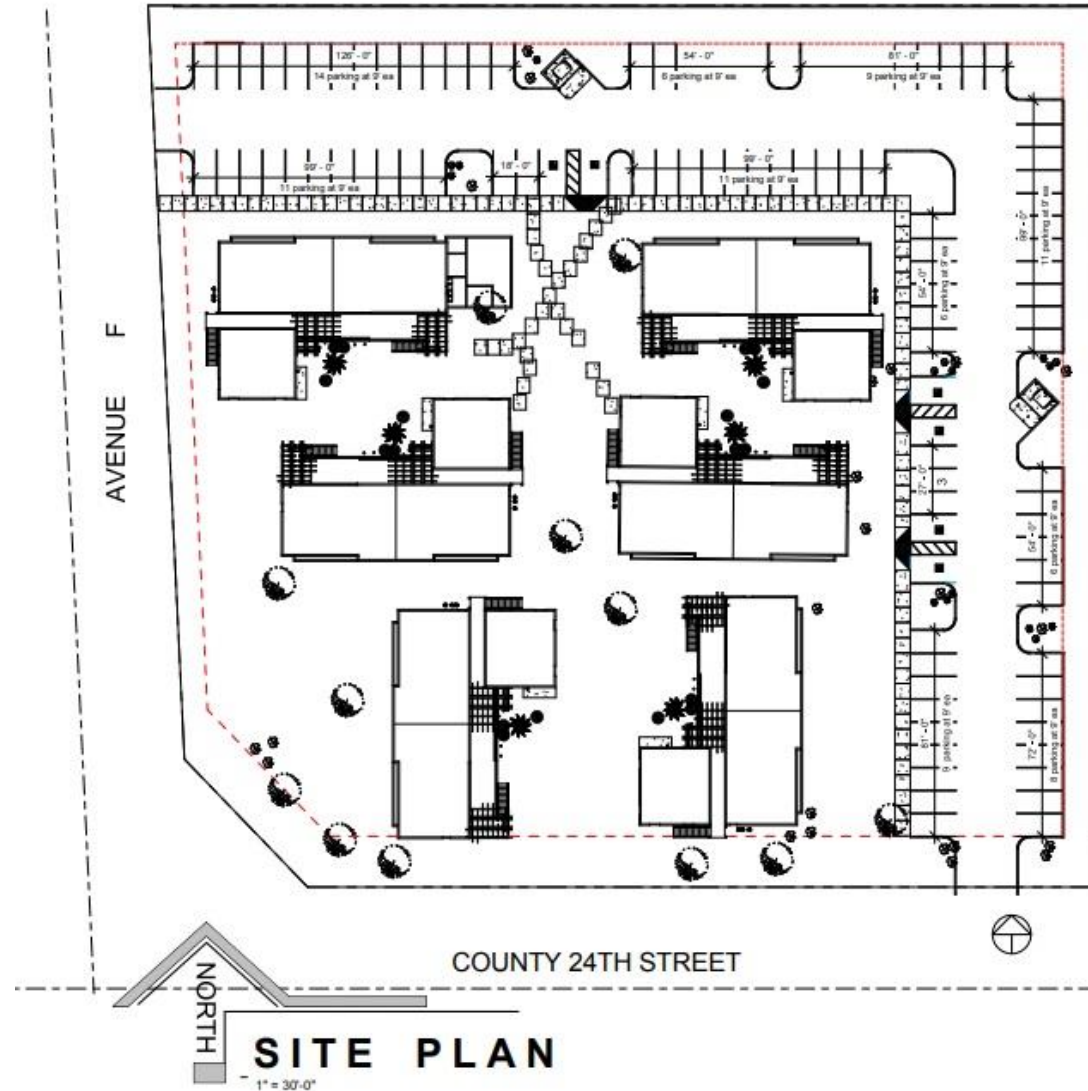 126' - 0"
14 parking at 9' ea
54' - 0"
6 parking at 9' ea
81' - 0"
9 parking at 9' ea
99' - 0"
11 parking at 9' ea
18' - 0"
99' - 0"
11 parking at 9' ea
99' - 0"
11 parking at 9' ea
54' - 0"
6 parking at 9' ea
27' - 0"
3
54' - 0"
6 parking at 9' ea
81' - 0"
9 parking at 9' ea
72' - 0"
8 parking at 9' ea
AVENUE F
COUNTY 24TH STREET
NORTH
SITE PLAN
1" = 30'-0"